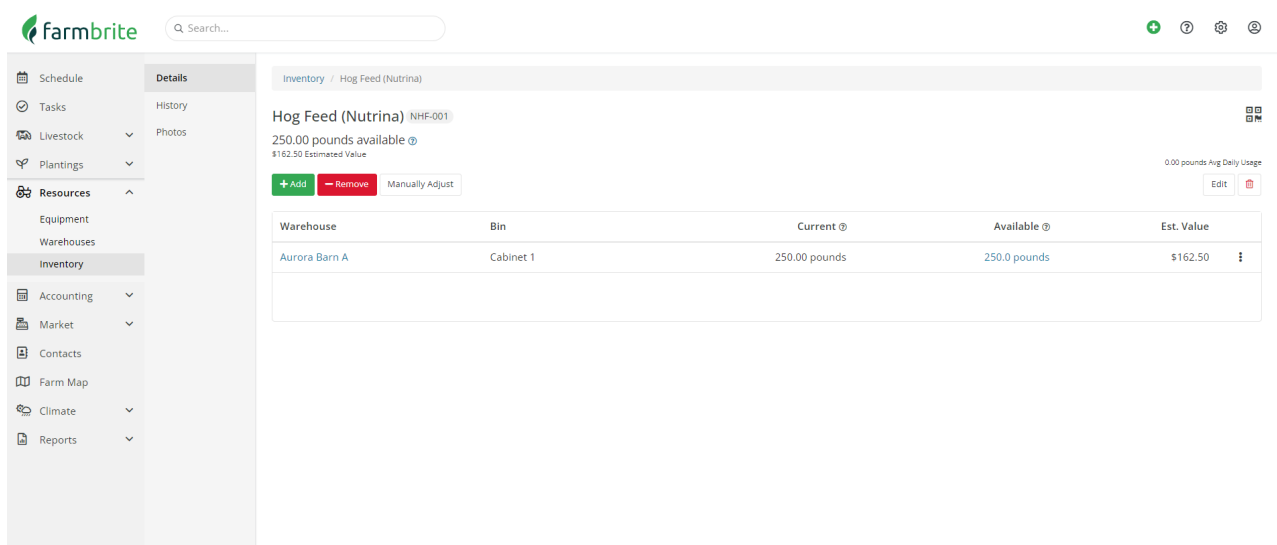 farmbrite
Search...
Schedule
Tasks
Livestock
Plantings
Resources
Equipment
Warehouses
Inventory
Accounting
Market
Contacts
Farm Map
Climate
Reports
Details
History
Photos
Inventory / Hog Feed (Nutrina)
Hog Feed (Nutrina) NHF-001
250.00 pounds available
$162.50 Estimated Value
0.00 pounds Avg Daily Usage
+ Add − Remove Manually Adjust Edit
Warehouse Bin Current Available Est. Value
Aurora Barn A Cabinet 1 250.00 pounds 250.0 pounds $162.50